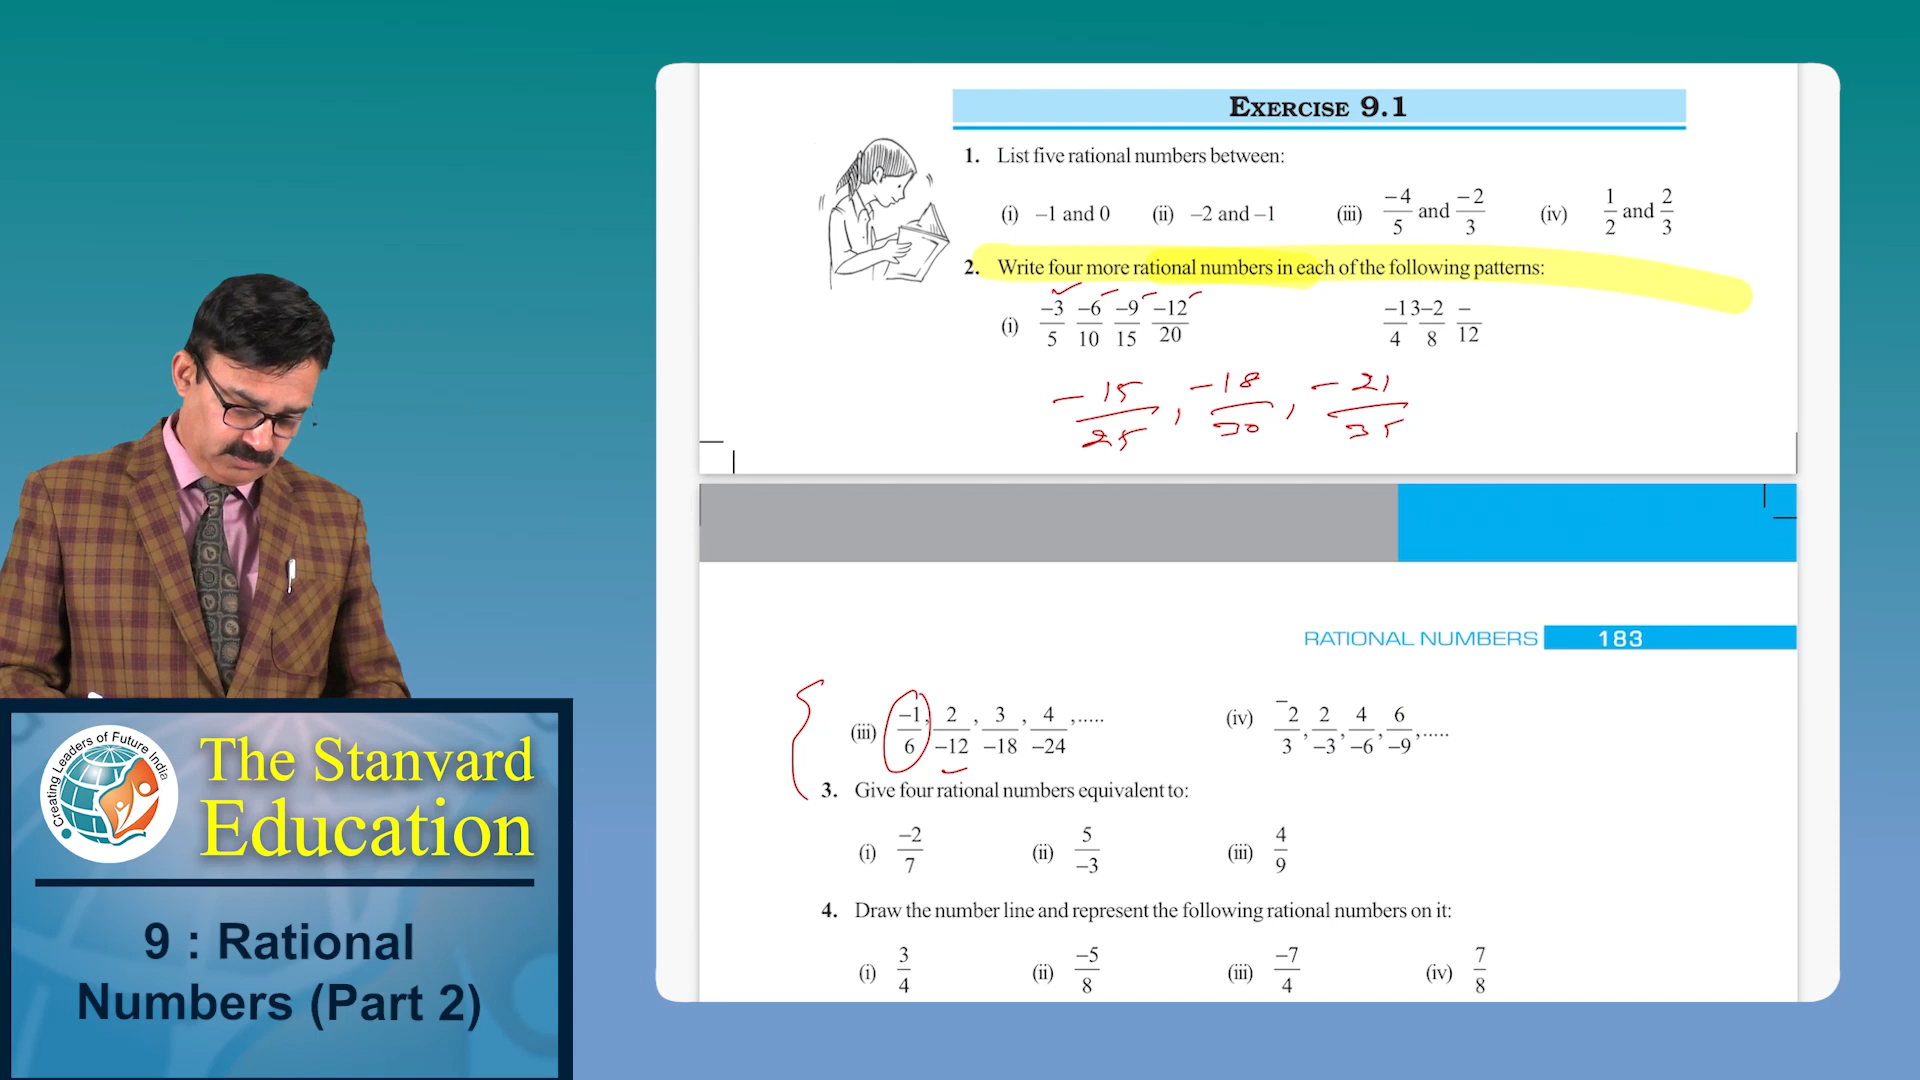 EXERCISE 9.1
1. List five rational numbers between:
(i) –1 and 0 (ii) –2 and –1 (iii) −4/5 and −2/3 (iv) 1/2 and 2/3
2. Write four more rational numbers in each of the following patterns:
(i) −3/5 −6/10 −9/15 −12/20 −1 3−2 −/4 8 12
−15/25, −18/30, −21/35
RATIONAL NUMBERS 183
(iii) −1/6, 2/−12, 3/−18, 4/−24, ..... (iv) −2/3, 2/−3, 4/−6, 6/−9, .....
3. Give four rational numbers equivalent to:
(i) −2/7 (ii) 5/−3 (iii) 4/9
4. Draw the number line and represent the following rational numbers on it:
(i) 3/4 (ii) −5/8 (iii) −7/4 (iv) 7/8
Creating Leaders of Future India
The Stanvard
Education
9 : Rational
Numbers (Part 2)